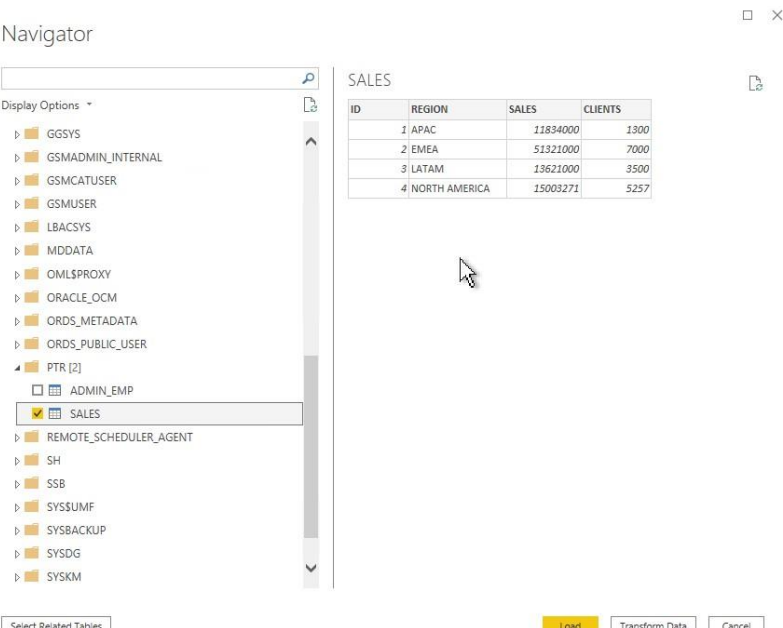 Navigator
Display Options
GGSYS
GSMADMIN_INTERNAL
GSMCATUSER
GSMUSER
LBACSYS
MDDATA
OML$PROXY
ORACLE_OCM
ORDS_METADATA
ORDS_PUBLIC_USER
PTR [2]
ADMIN_EMP
SALES
REMOTE_SCHEDULER_AGENT
SH
SSB
SYS$UMF
SYSBACKUP
SYSDG
SYSKM
SALES
ID REGION SALES CLIENTS
1 APAC 11834000 1300
2 EMEA 51321000 7000
3 LATAM 13621000 3500
4 NORTH AMERICA 15003271 5257
Select Related Tables
Load Transform Data Cancel